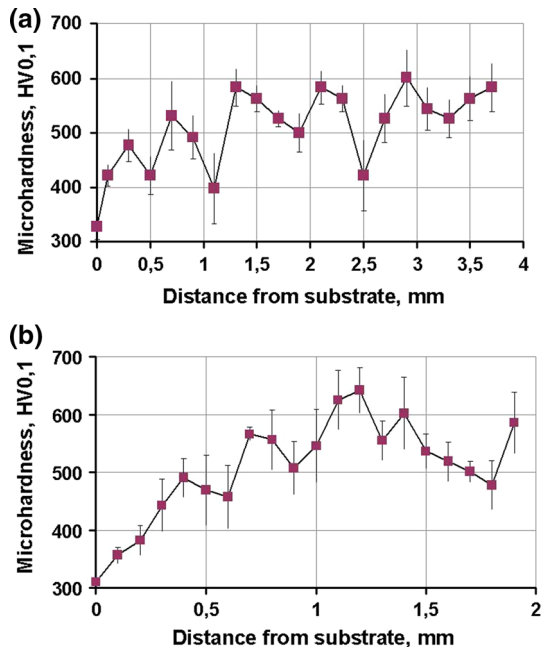 (a)
Microhardness, HV0,1
700
600
500
400
300
0 0,5 1 1,5 2 2,5 3 3,5 4
Distance from substrate, mm
(b)
Microhardness, HV0,1
700
600
500
400
300
0 0,5 1 1,5 2
Distance from substrate, mm